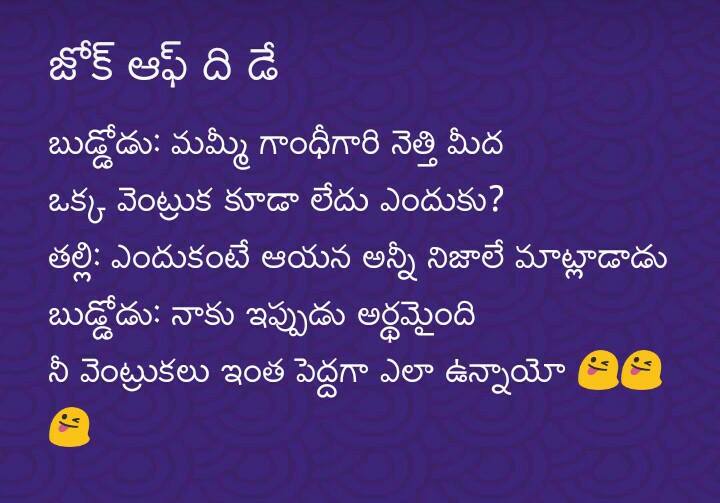 జోక్ ఆఫ్ ది డే
బుడ్డోడు: మమ్మీ గాంధీగారి నెత్తి మీద
ఒక్క వెంట్రుక కూడా లేదు ఎందుకు?
తల్లి: ఎందుకంటే ఆయన అన్నీ నిజాలే మాట్లాడాడు
బుడ్డోడు: నాకు ఇప్పుడు అర్థమైంది
నీ వెంట్రుకలు ఇంత పెద్దగా ఎలా ఉన్నాయో 😜😜
😜